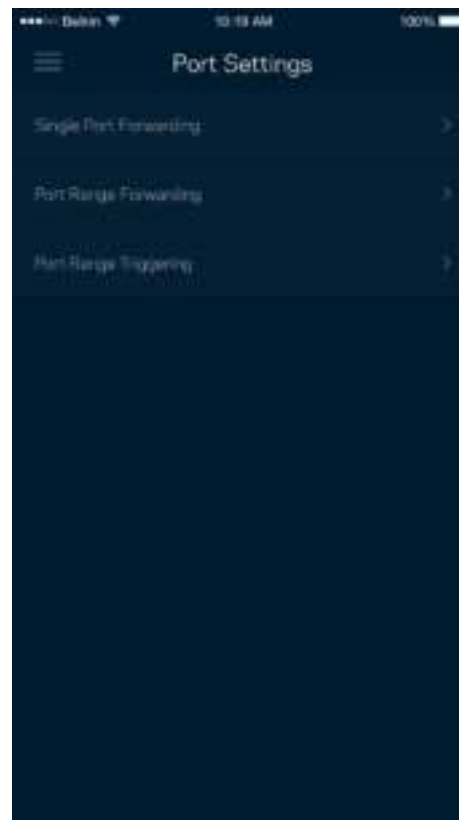 Belkin 10:19 AM 100%
Port Settings
Single Port Forwarding
Port Range Forwarding
Port Range Triggering